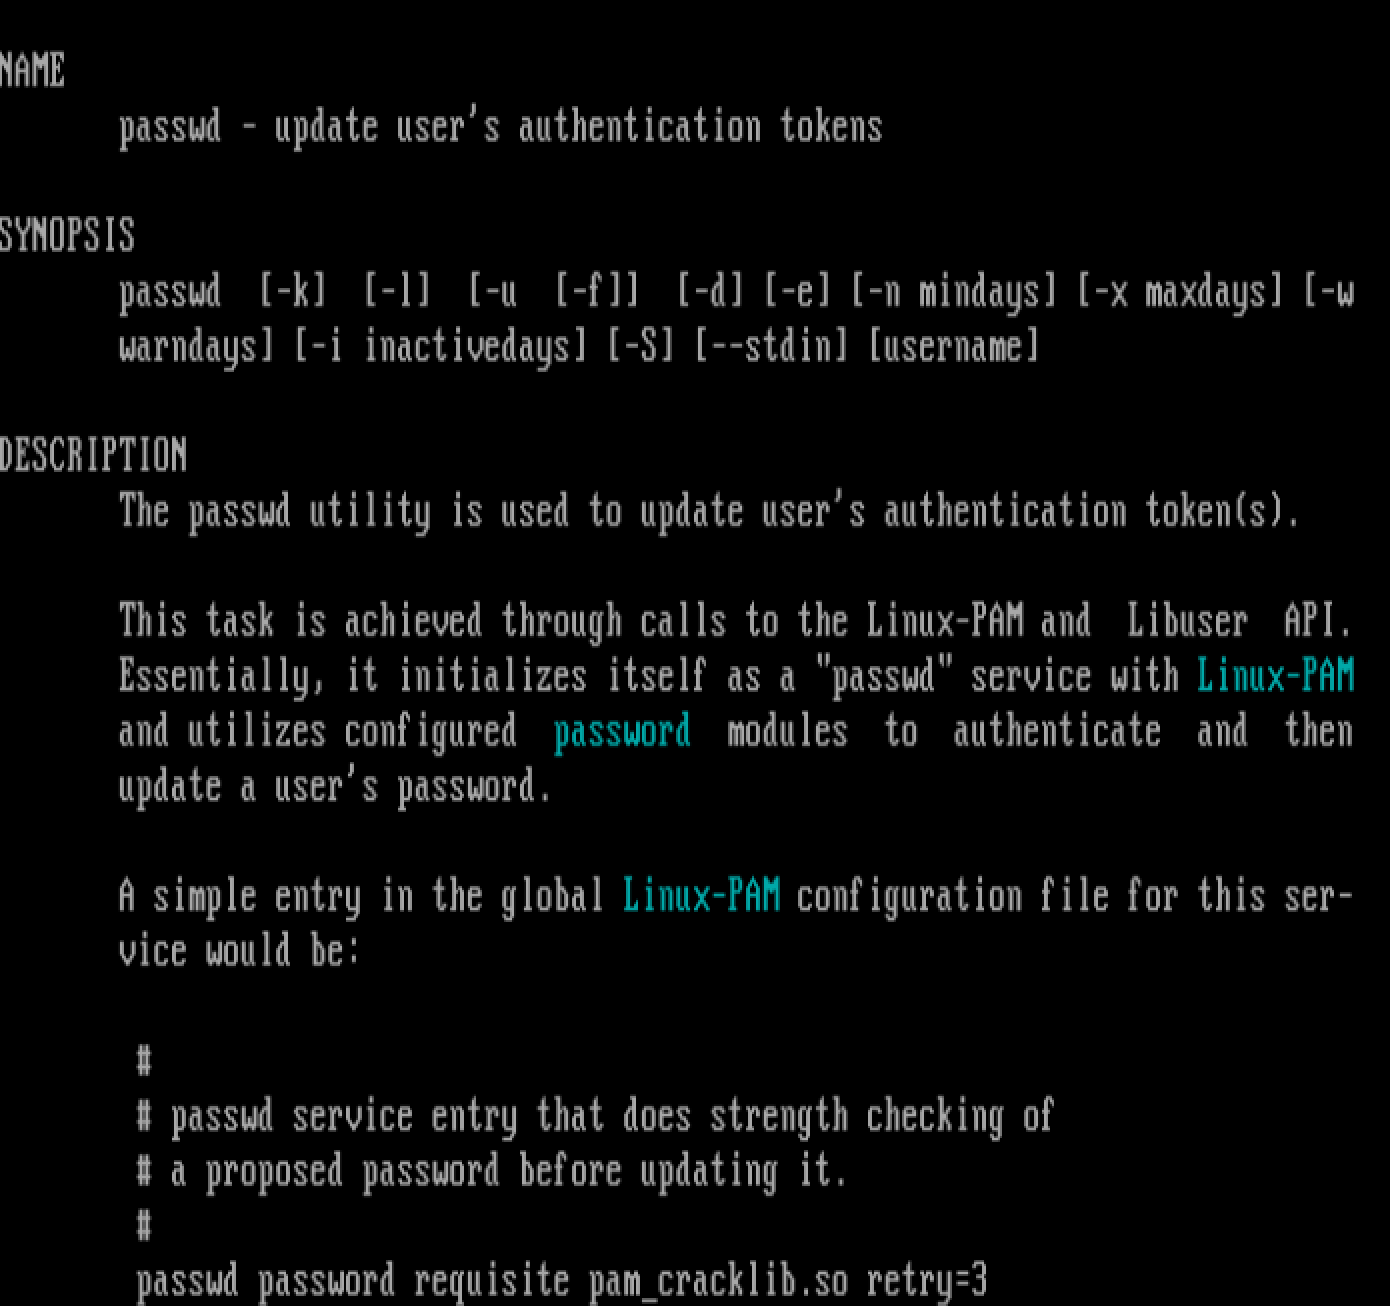 NAME
passwd - update user's authentication tokens
SYNOPSIS
passwd [-k] [-l] [-u [-f]] [-d] [-e] [-n mindays] [-x maxdays] [-w
warndays] [-i inactivedays] [-S] [--stdin] [username]
DESCRIPTION
The passwd utility is used to update user's authentication token(s).
This task is achieved through calls to the Linux-PAM and Libuser API.
Essentially, it initializes itself as a "passwd" service with Linux-PAM
and utilizes configured password modules to authenticate and then
update a user's password.
A simple entry in the global Linux-PAM configuration file for this ser-
vice would be:
#
# passwd service entry that does strength checking of
# a proposed password before updating it.
#
passwd password requisite pam_cracklib.so retry=3